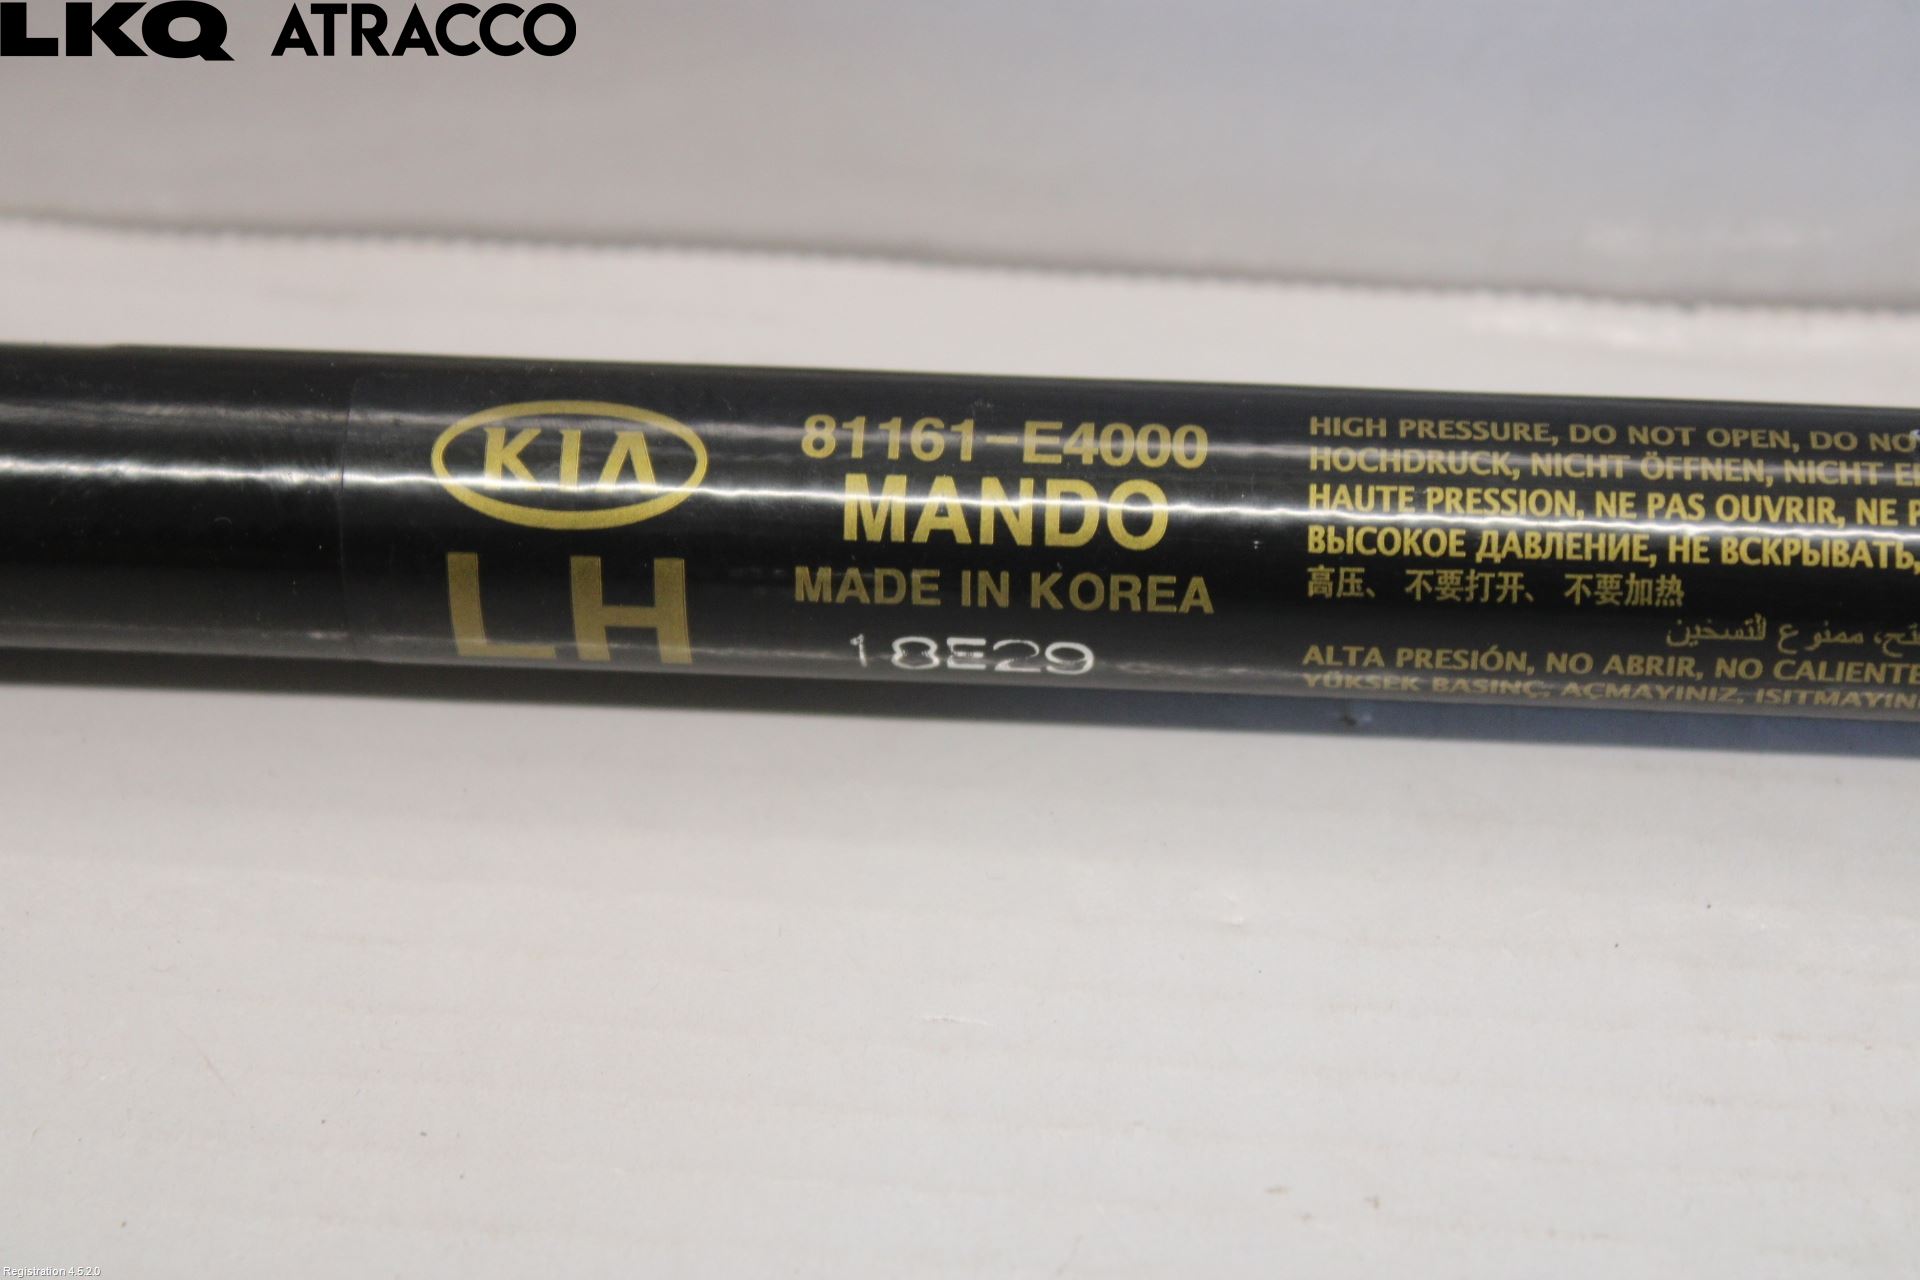 LKQ ATRACCO
KIA
LH
81161-E4000
MANDO
MADE IN KOREA
18E29
HIGH PRESSURE, DO NOT OPEN, DO
HOCHDRUCK, NICHT ÖFFNEN, NICHT
HAUTE PRESSION, NE PAS OUVRIR, NE
ВЫСОКОЕ ДАВЛЕНИЕ, НЕ ВСКРЫВАТЬ,
高压、不要打开、不要加热
ممنوع التسخين
ALTA PRESIÓN, NO ABRIR, NO CALIENTE
YÜKSEK BASINÇ, AÇMAYINIZ, ISITMAYIN
Registration 4.5.2.0